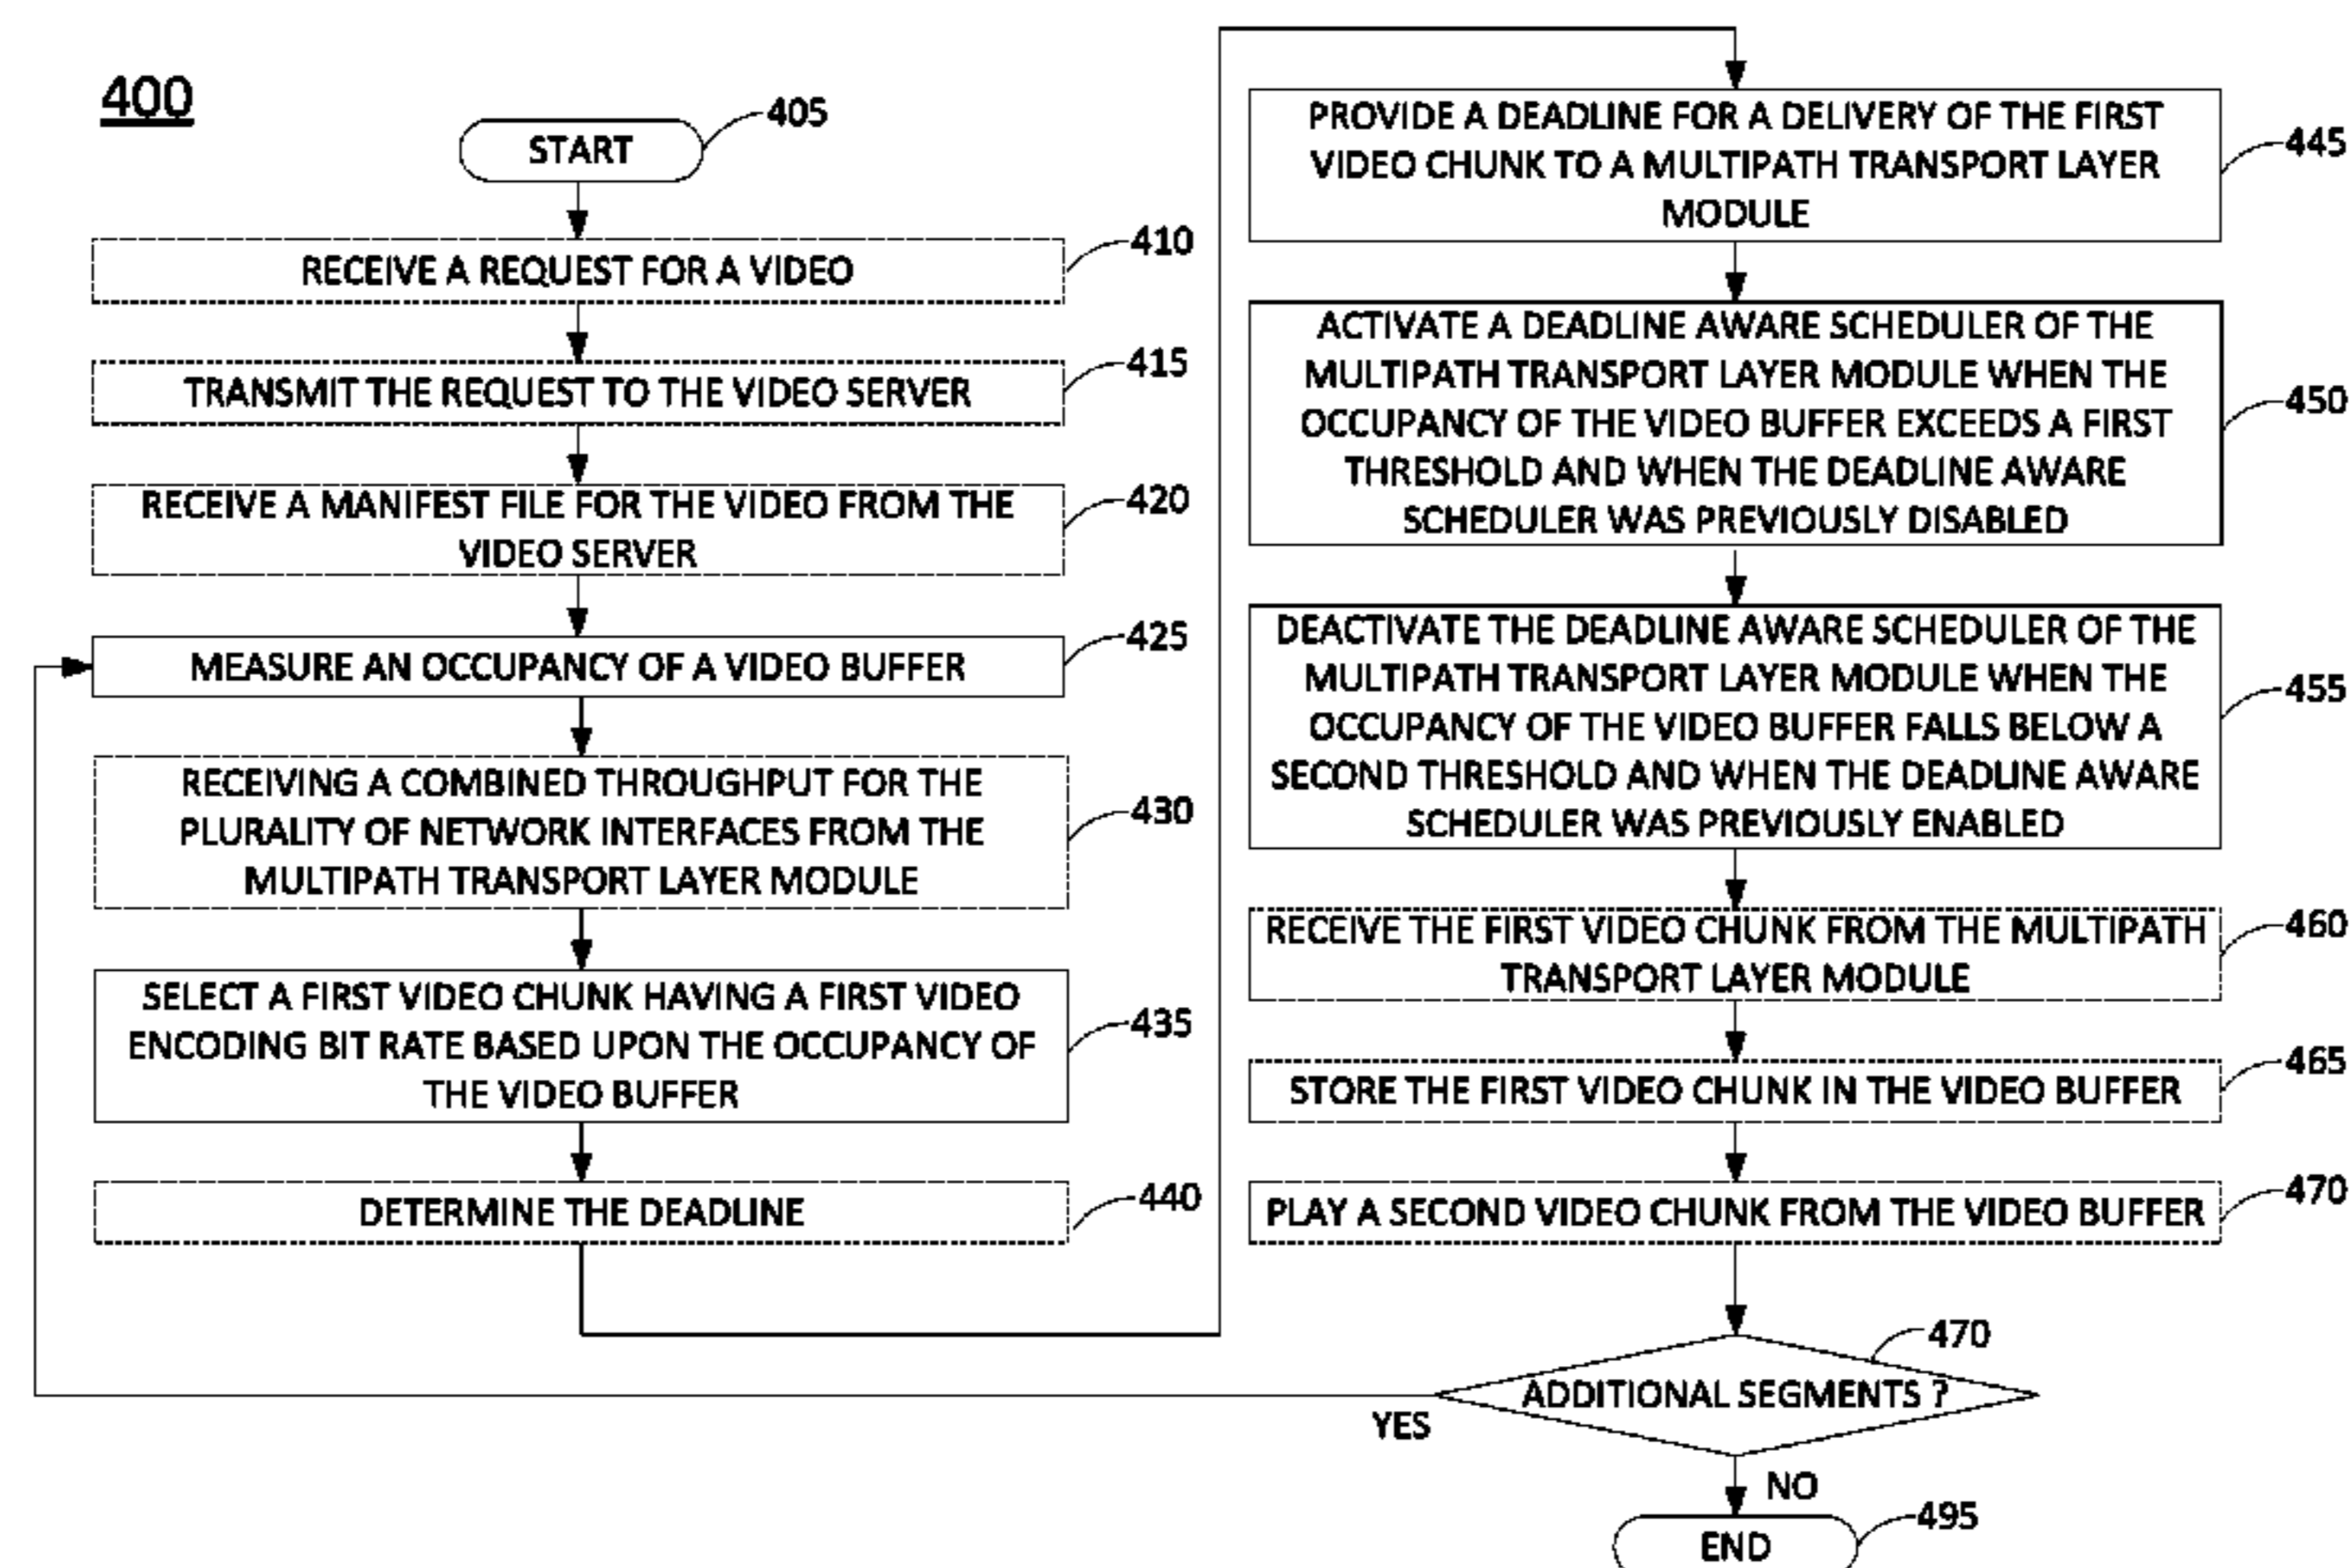 400
START
405
RECEIVE A REQUEST FOR A VIDEO
410
TRANSMIT THE REQUEST TO THE VIDEO SERVER
415
RECEIVE A MANIFEST FILE FOR THE VIDEO FROM THE
VIDEO SERVER
420
MEASURE AN OCCUPANCY OF A VIDEO BUFFER
425
RECEIVING A COMBINED THROUGHPUT FOR THE
PLURALITY OF NETWORK INTERFACES FROM THE
MULTIPATH TRANSPORT LAYER MODULE
430
SELECT A FIRST VIDEO CHUNK HAVING A FIRST VIDEO
ENCODING BIT RATE BASED UPON THE OCCUPANCY OF
THE VIDEO BUFFER
435
DETERMINE THE DEADLINE
440
PROVIDE A DEADLINE FOR A DELIVERY OF THE FIRST
VIDEO CHUNK TO A MULTIPATH TRANSPORT LAYER
MODULE
445
ACTIVATE A DEADLINE AWARE SCHEDULER OF THE
MULTIPATH TRANSPORT LAYER MODULE WHEN THE
OCCUPANCY OF THE VIDEO BUFFER EXCEEDS A FIRST
THRESHOLD AND WHEN THE DEADLINE AWARE
SCHEDULER WAS PREVIOUSLY DISABLED
450
DEACTIVATE THE DEADLINE AWARE SCHEDULER OF THE
MULTIPATH TRANSPORT LAYER MODULE WHEN THE
OCCUPANCY OF THE VIDEO BUFFER FALLS BELOW A
SECOND THRESHOLD AND WHEN THE DEADLINE AWARE
SCHEDULER WAS PREVIOUSLY ENABLED
455
RECEIVE THE FIRST VIDEO CHUNK FROM THE MULTIPATH
TRANSPORT LAYER MODULE
460
STORE THE FIRST VIDEO CHUNK IN THE VIDEO BUFFER
465
PLAY A SECOND VIDEO CHUNK FROM THE VIDEO BUFFER
470
ADDITIONAL SEGMENTS ?
470
YES
NO
END
495